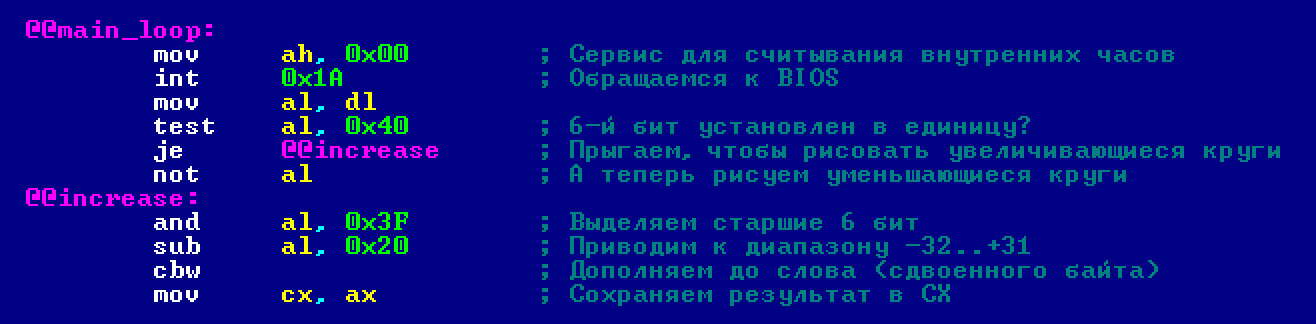 @@main_loop:
mov ah, 0x00 ; Сервис для считывания внутренних часов
int 0x1A ; Обращаемся к BIOS
mov al, dl
test al, 0x40 ; 6-й бит установлен в единицу?
je @@increase ; Прыгаем, чтобы рисовать увеличивающиеся круги
not al ; А теперь рисуем уменьшающиеся круги
@@increase:
and al, 0x3F ; Выделяем старшие 6 бит
sub al, 0x20 ; Приводим к диапазону -32..+31
cbw ; Дополняем до слова (сдвоенного байта)
mov cx, ax ; Сохраняем результат в CX